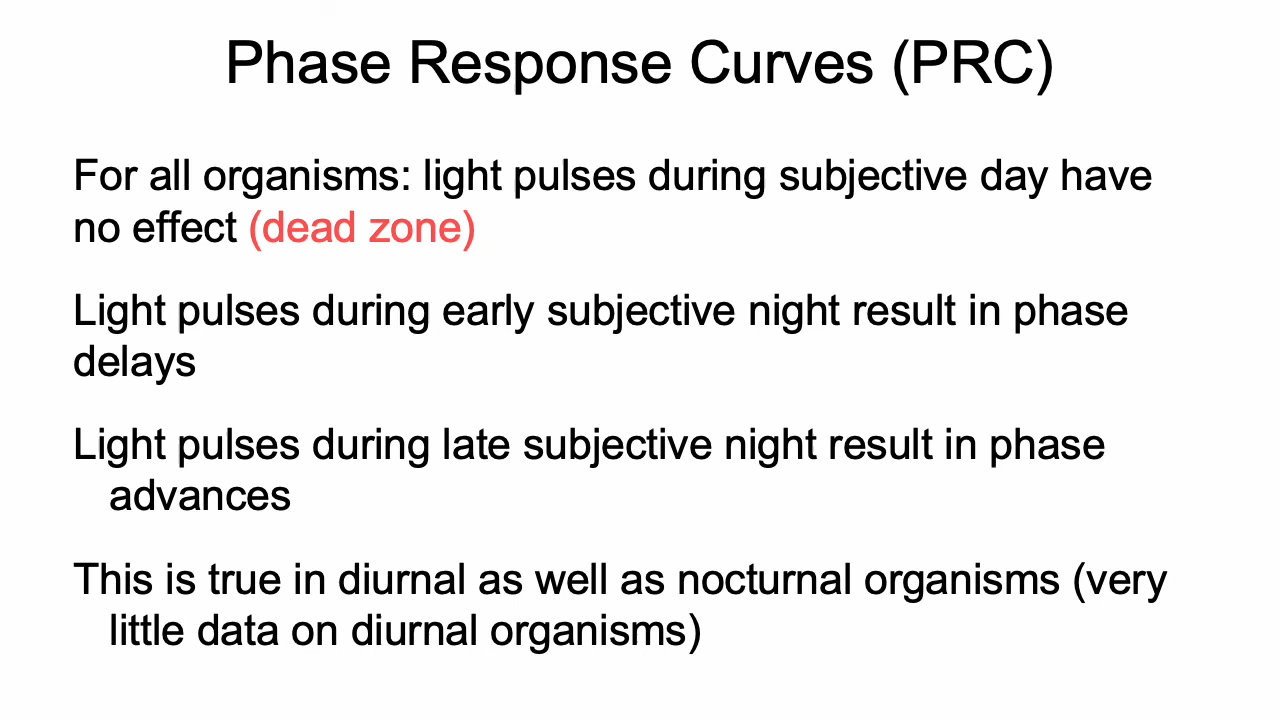 Phase Response Curves (PRC)
For all organisms: light pulses during subjective day have
no effect (dead zone)
Light pulses during early subjective night result in phase
delays
Light pulses during late subjective night result in phase
advances
This is true in diurnal as well as nocturnal organisms (very
little data on diurnal organisms)